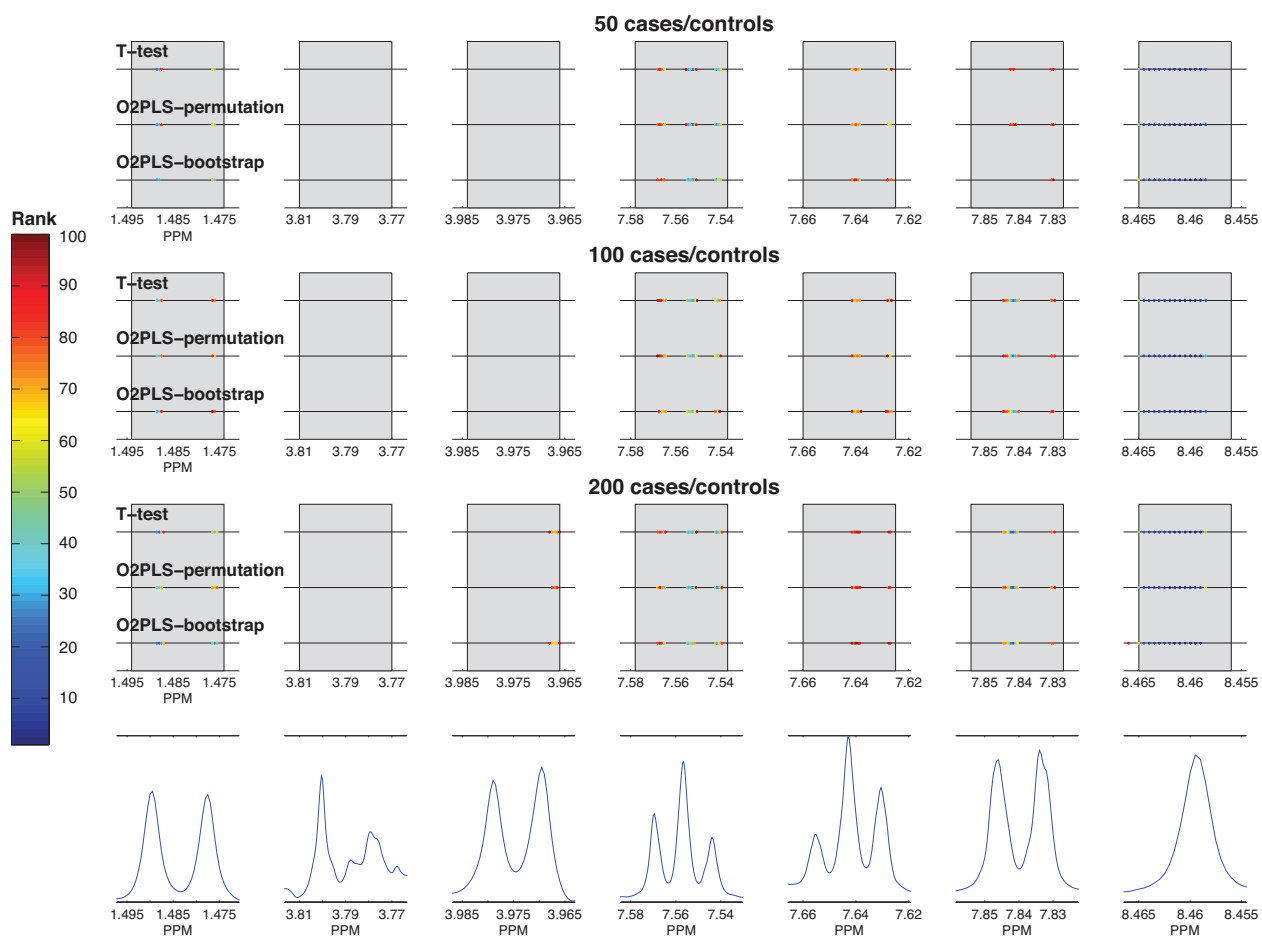 50 cases/controls
T-test
O2PLS-permutation
O2PLS-bootstrap
1.495 1.485 1.475 3.81 3.79 3.77 3.985 3.975 3.965 7.58 7.56 7.54 7.66 7.64 7.62 7.85 7.84 7.83 8.465 8.46 8.455
PPM
Rank
100
90
80
70
60
50
40
30
20
10
100 cases/controls
T-test
O2PLS-permutation
O2PLS-bootstrap
1.495 1.485 1.475 3.81 3.79 3.77 3.985 3.975 3.965 7.58 7.56 7.54 7.66 7.64 7.62 7.85 7.84 7.83 8.465 8.46 8.455
PPM
200 cases/controls
T-test
O2PLS-permutation
O2PLS-bootstrap
1.495 1.485 1.475 3.81 3.79 3.77 3.985 3.975 3.965 7.58 7.56 7.54 7.66 7.64 7.62 7.85 7.84 7.83 8.465 8.46 8.455
PPM
1.495 1.485 1.475 3.81 3.79 3.77 3.985 3.975 3.965 7.58 7.56 7.54 7.66 7.64 7.62 7.85 7.84 7.83 8.465 8.46 8.455
PPM PPM PPM PPM PPM PPM PPM